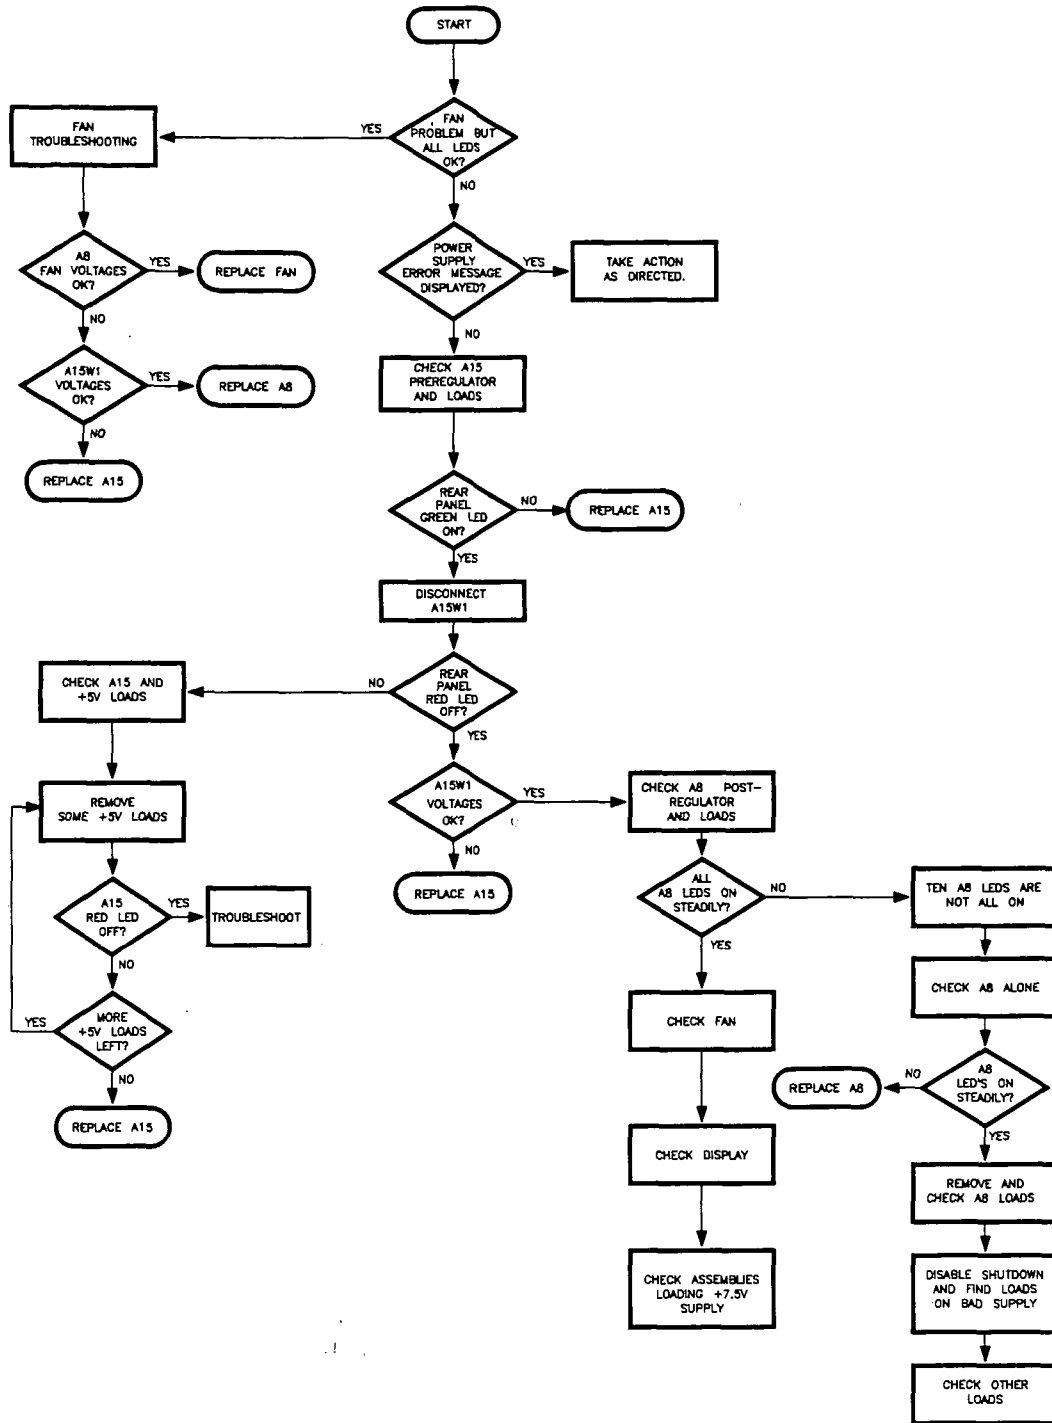 START
FAN
PROBLEM BUT
ALL LEDS
OK?
YES
NO
FAN
TROUBLESHOOTING
A8
FAN VOLTAGES
OK?
YES
REPLACE FAN
NO
A15W1
VOLTAGES
OK?
YES
REPLACE A8
NO
REPLACE A15
POWER
SUPPLY
ERROR MESSAGE
DISPLAYED?
YES
TAKE ACTION
AS DIRECTED.
NO
CHECK A15
PREREGULATOR
AND LOADS
REAR
PANEL
GREEN LED
ON?
NO
REPLACE A15
YES
DISCONNECT
A15W1
REAR
PANEL
RED LED
OFF?
NO
YES
CHECK A15 AND
+5V LOADS
REMOVE
SOME +5V LOADS
A15
RED LED
OFF?
YES
TROUBLESHOOT
NO
MORE
+5V LOADS
LEFT?
YES
NO
REPLACE A15
A15W1
VOLTAGES
OK?
YES
NO
REPLACE A15
CHECK A8 POST-
REGULATOR
AND LOADS
ALL
A8 LEDS ON
STEADILY?
NO
YES
CHECK FAN
CHECK DISPLAY
CHECK ASSEMBLIES
LOADING +7.5V
SUPPLY
TEN A8 LEDS ARE
NOT ALL ON
CHECK A8 ALONE
A8
LED'S ON
STEADILY?
NO
REPLACE A8
YES
REMOVE AND
CHECK A8 LOADS
DISABLE SHUTDOWN
AND FIND LOADS
ON BAD SUPPLY
CHECK OTHER
LOADS